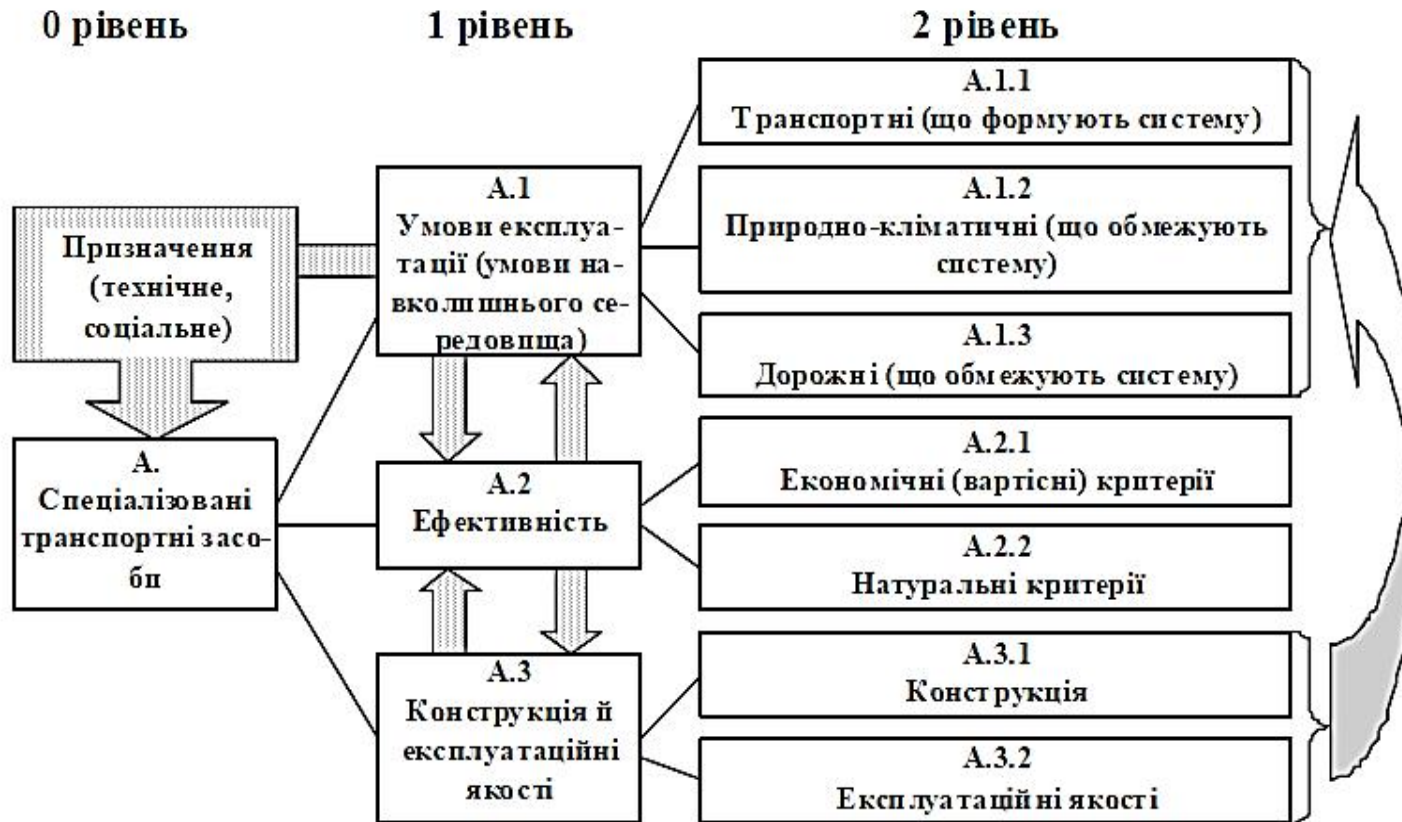 0 рівень
1 рівень
2 рівень
Призначення
(технічне,
соціальне)
А.
Спеціалізовані
транспортні засо-
би
А.1
Умови експлуа-
тації (умови на-
вколишнього се-
редовища)
А.2
Ефективність
А.3
Конструкція й
експлуатаційні
якості
А.1.1
Транспортні (що формують систему)
А.1.2
Природно-кліматичні (що обмежують
систему)
А.1.3
Дорожні (що обмежують систему)
А.2.1
Економічні (вартісні) критерії
А.2.2
Натуральні критерії
А.3.1
Конструкція
А.3.2
Експлуатаційні якості